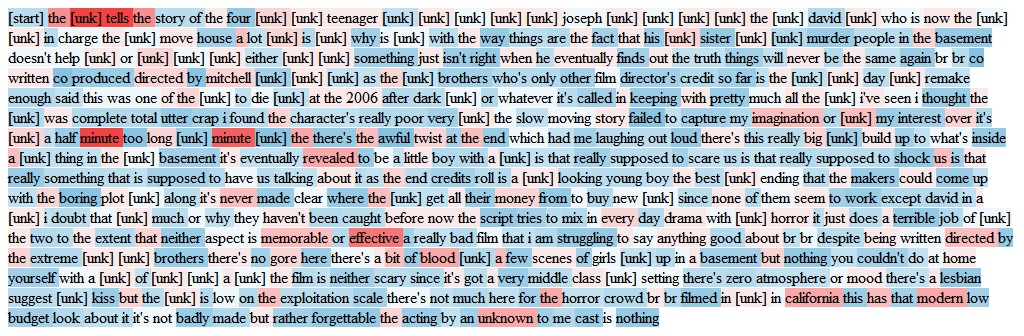 [start] the [unk] tells the story of the four [unk] [unk] teenager [unk] [unk] [unk] [unk] [unk] joseph [unk] [unk] [unk] [unk] the [unk] david [unk] who is now the [unk]
[unk] in charge the [unk] move house a lot [unk] is [unk] why is [unk] with the way things are the fact that his [unk] sister [unk] [unk] murder people in the basement
doesn't help [unk] or [unk] [unk] [unk] either [unk] [unk] something just isn't right when he eventually finds out the truth things will never be the same again br br co
written co produced directed by mitchell [unk] [unk] [unk] as the [unk] brothers who's only other film director's credit so far is the [unk] [unk] day [unk] remake
enough said this was one of the [unk] to die [unk] at the 2006 after dark [unk] or whatever it's called in keeping with pretty much all the [unk] i've seen i thought the
[unk] was complete total utter crap i found the character's really poor very [unk] the slow moving story failed to capture my imagination or [unk] my interest over it's
[unk] a half minute too long [unk] minute [unk] the there's the awful twist at the end which had me laughing out loud there's this really big [unk] build up to what's inside
a [unk] thing in the [unk] basement it's eventually revealed to be a little boy with a [unk] is that really supposed to scare us is that really supposed to shock us is that
really something that is supposed to have us talking about it as the end credits roll is a [unk] looking young boy the best [unk] ending that the makers could come up
with the boring plot [unk] along it's never made clear where the [unk] get all their money from to buy new [unk] since none of them seem to work except david in a
[unk] i doubt that [unk] much or why they haven't been caught before now the script tries to mix in every day drama with [unk] horror it just does a terrible job of [unk]
the two to the extent that neither aspect is memorable or effective a really bad film that i am struggling to say anything good about br br despite being written directed by
the extreme [unk] [unk] brothers there's no gore here there's a bit of blood [unk] a few scenes of girls [unk] up in a basement but nothing you couldn't do at home
yourself with a [unk] of [unk] [unk] a [unk] the film is neither scary since it's got a very middle class [unk] setting there's zero atmosphere or mood there's a lesbian
suggest [unk] kiss but the [unk] is low on the exploitation scale there's not much here for the horror crowd br br filmed in [unk] in [unk] in california this has that modern low
budget look about it it's not badly made but rather forgettable the acting by an unknown to me cast is nothing